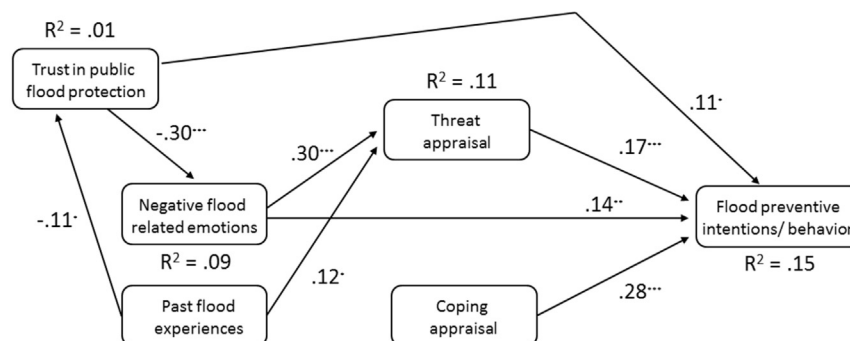 R² = .01
Trust in public
flood protection
-.30***
-.11*
Negative flood
related emotions
R² = .09
Past flood
experiences
.30***
.12*
R² = .11
Threat
appraisal
.17***
.11*
.14**
Coping
appraisal
.28***
Flood preventive
intentions/ behavior
R² = .15